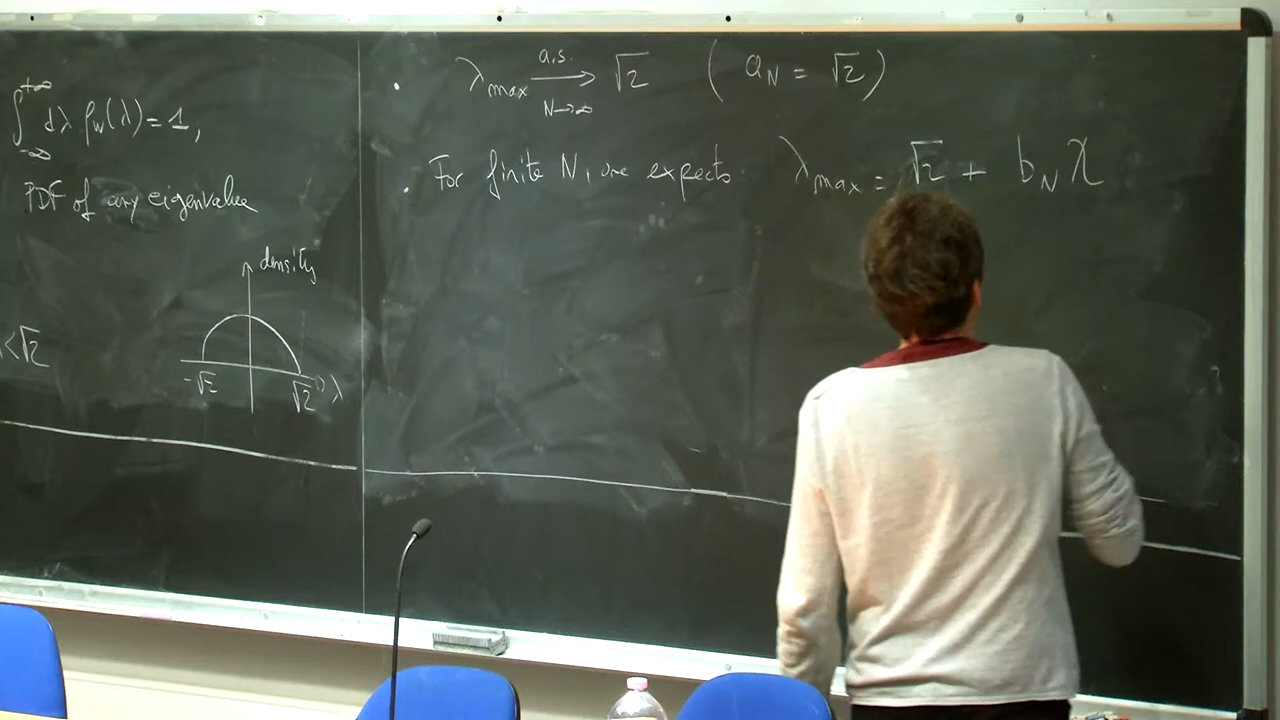 ∫_{-∞}^{+∞} dλ ρ_w(λ) = 1,
PDF of any eigenvalue
density
<√2
-√2 √2 λ
• λ_max →^{a.s.}_{N→∞} √2 ( a_N = √2 )
• For finite N, one expects λ_max = √2 + b_N χ